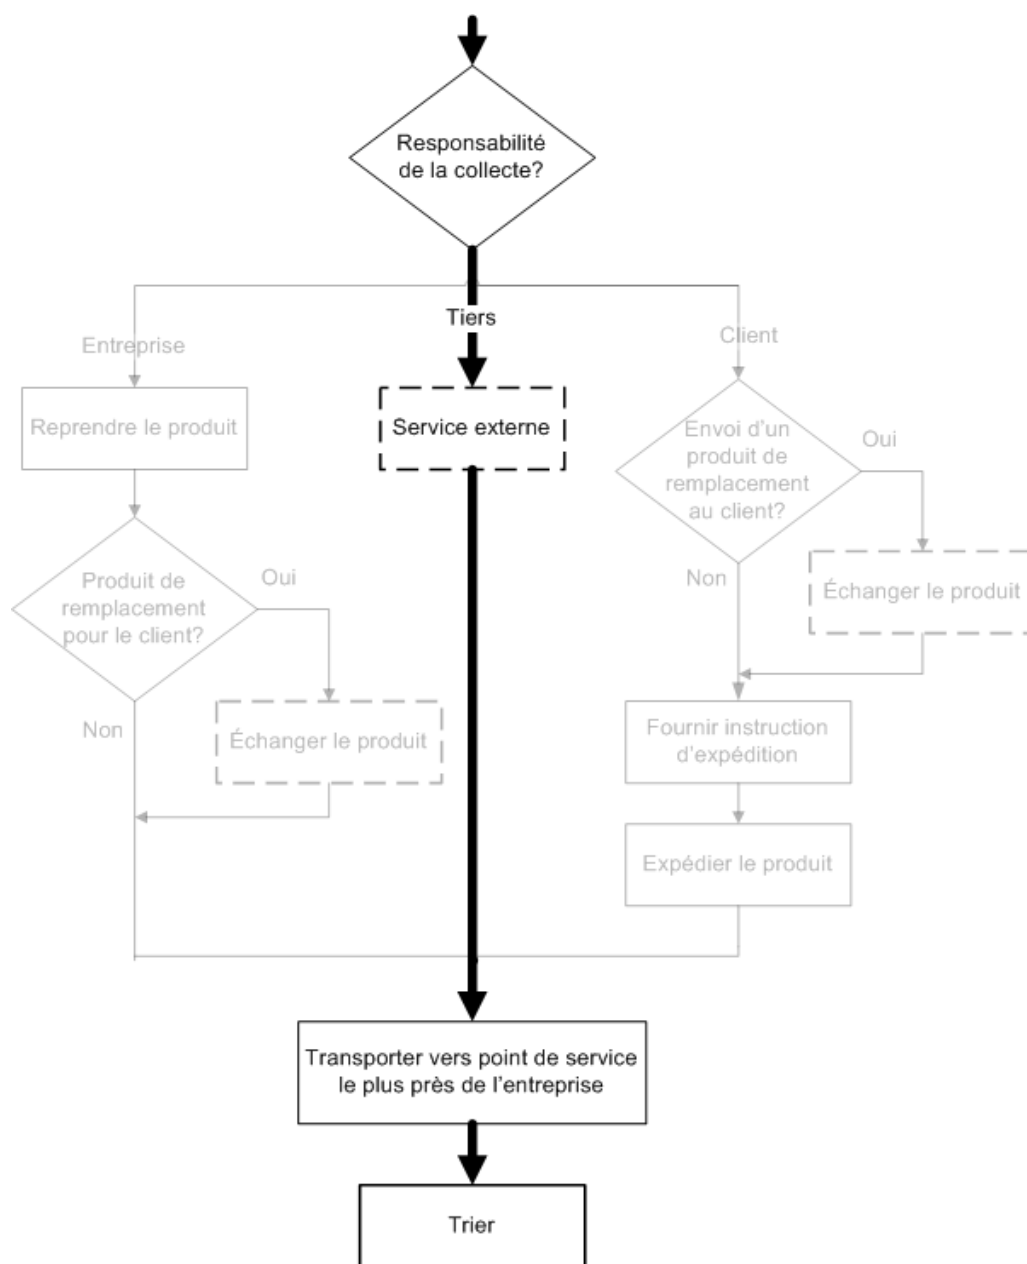 Responsabilité
de la collecte?
Tiers
Entreprise
Client
Reprendre le produit
Service externe
Envoi d'un
produit de
remplacement
au client?
Oui
Non
Échanger le produit
Produit de
remplacement
pour le client?
Oui
Non
Échanger le produit
Fournir instruction
d'expédition
Expédier le produit
Transporter vers point de service
le plus près de l'entreprise
Trier